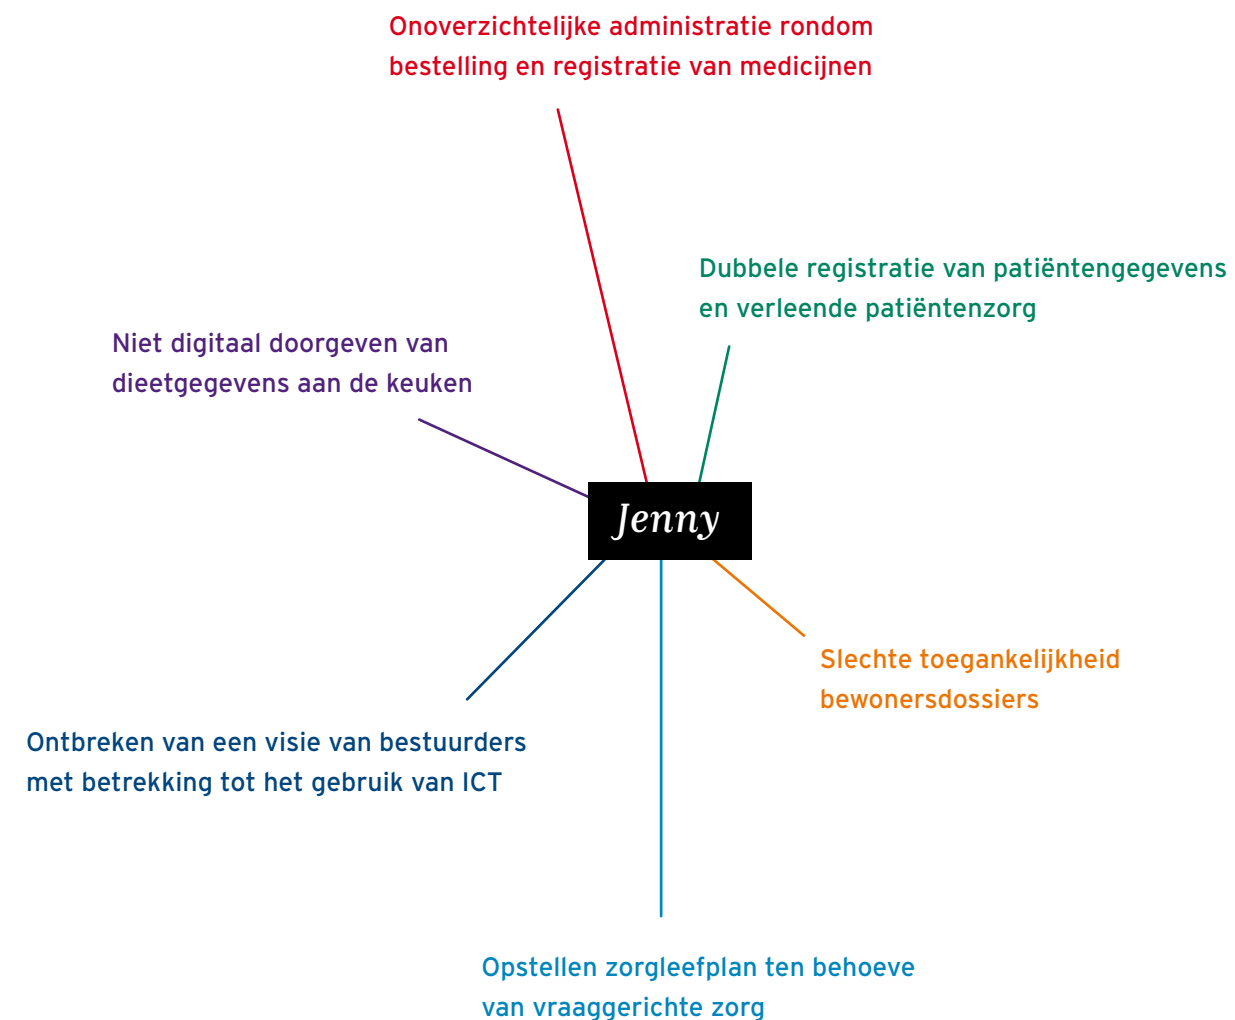 Onoverzichtelijke administratie rondom
bestelling en registratie van medicijnen
Dubbele registratie van patiëntengegevens
en verleende patiëntenzorg
Niet digitaal doorgeven van
dieetgegevens aan de keuken
Jenny
Slechte toegankelijkheid
bewonersdossiers
Ontbreken van een visie van bestuurders
met betrekking tot het gebruik van ICT
Opstellen zorgleefplan ten behoeve
van vraaggerichte zorg